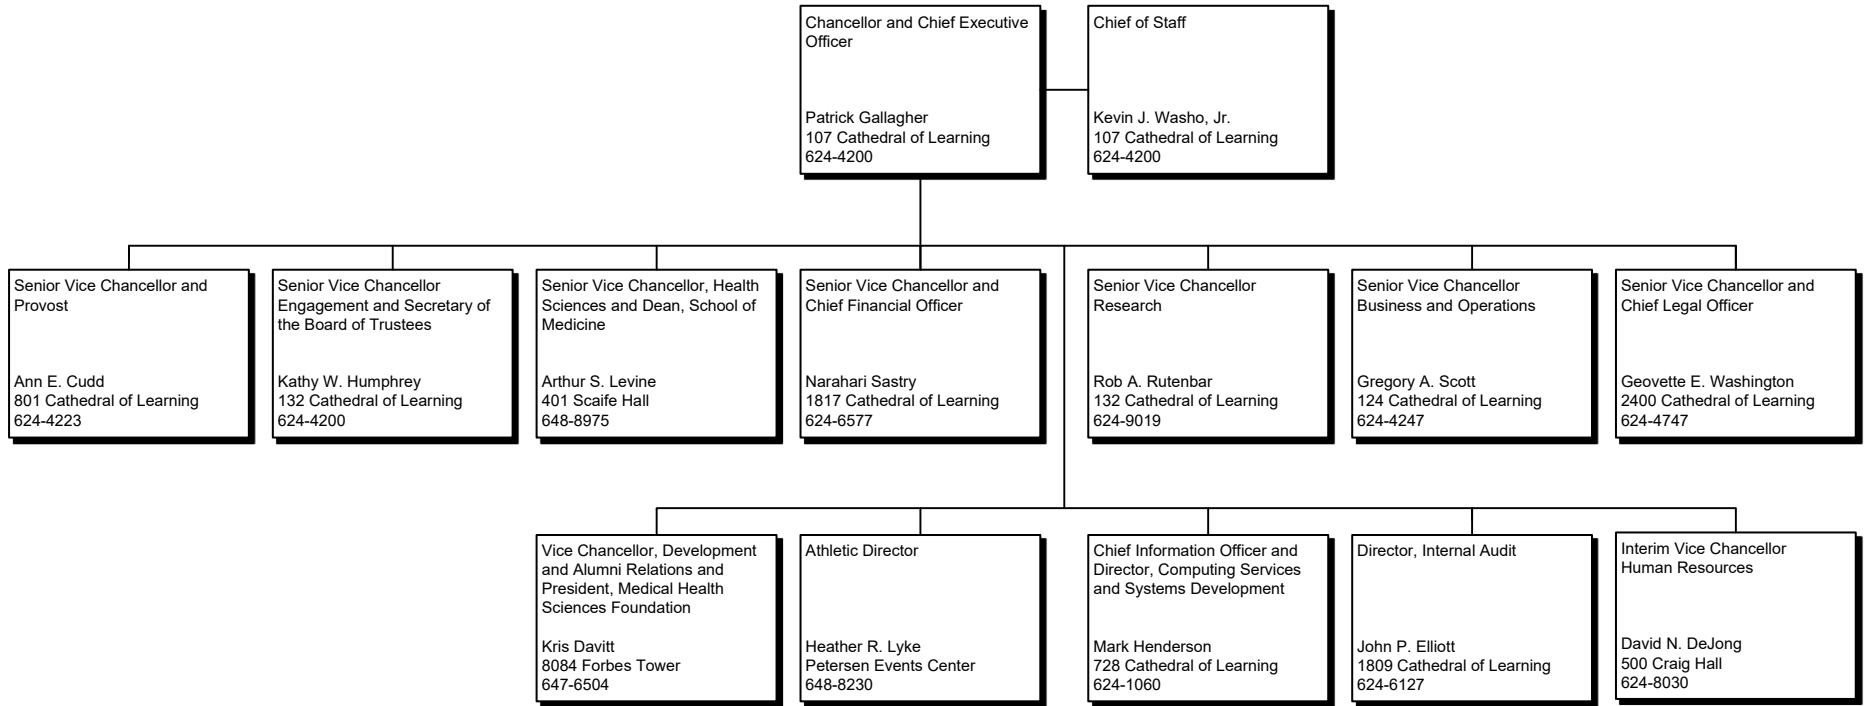 Chancellor and Chief Executive
Officer
Patrick Gallagher
107 Cathedral of Learning
624-4200
Chief of Staff
Kevin J. Washo, Jr.
107 Cathedral of Learning
624-4200
Senior Vice Chancellor and
Provost
Ann E. Cudd
801 Cathedral of Learning
624-4223
Senior Vice Chancellor
Engagement and Secretary of
the Board of Trustees
Kathy W. Humphrey
132 Cathedral of Learning
624-4200
Senior Vice Chancellor, Health
Sciences and Dean, School of
Medicine
Arthur S. Levine
401 Scaife Hall
648-8975
Senior Vice Chancellor and
Chief Financial Officer
Narahari Sastry
1817 Cathedral of Learning
624-6577
Senior Vice Chancellor
Research
Rob A. Rutenbar
132 Cathedral of Learning
624-9019
Senior Vice Chancellor
Business and Operations
Gregory A. Scott
124 Cathedral of Learning
624-4247
Senior Vice Chancellor and
Chief Legal Officer
Geovette E. Washington
2400 Cathedral of Learning
624-4747
Vice Chancellor, Development
and Alumni Relations and
President, Medical Health
Sciences Foundation
Kris Davitt
8084 Forbes Tower
647-6504
Athletic Director
Heather R. Lyke
Petersen Events Center
648-8230
Chief Information Officer and
Director, Computing Services
and Systems Development
Mark Henderson
728 Cathedral of Learning
624-1060
Director, Internal Audit
John P. Elliott
1809 Cathedral of Learning
624-6127
Interim Vice Chancellor
Human Resources
David N. DeJong
500 Craig Hall
624-8030